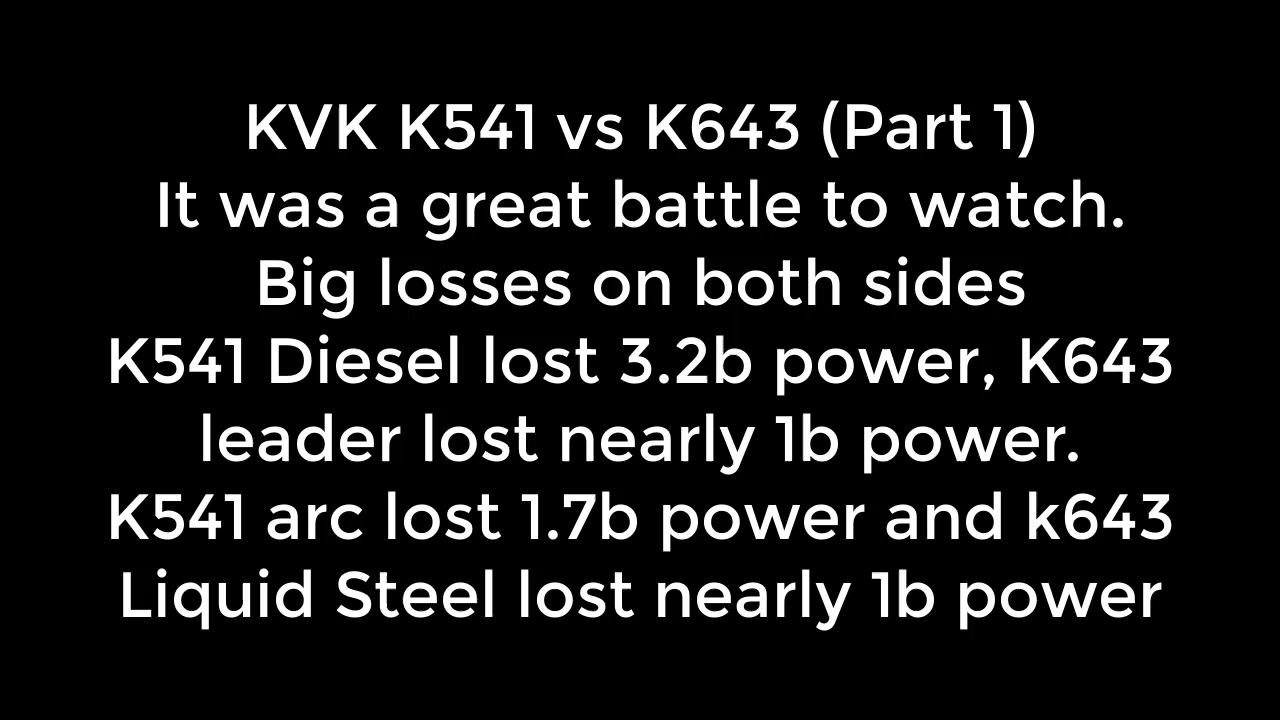 KVK K541 vs K643 (Part 1)
It was a great battle to watch.
Big losses on both sides
K541 Diesel lost 3.2b power, K643
leader lost nearly 1b power.
K541 arc lost 1.7b power and k643
Liquid Steel lost nearly 1b power